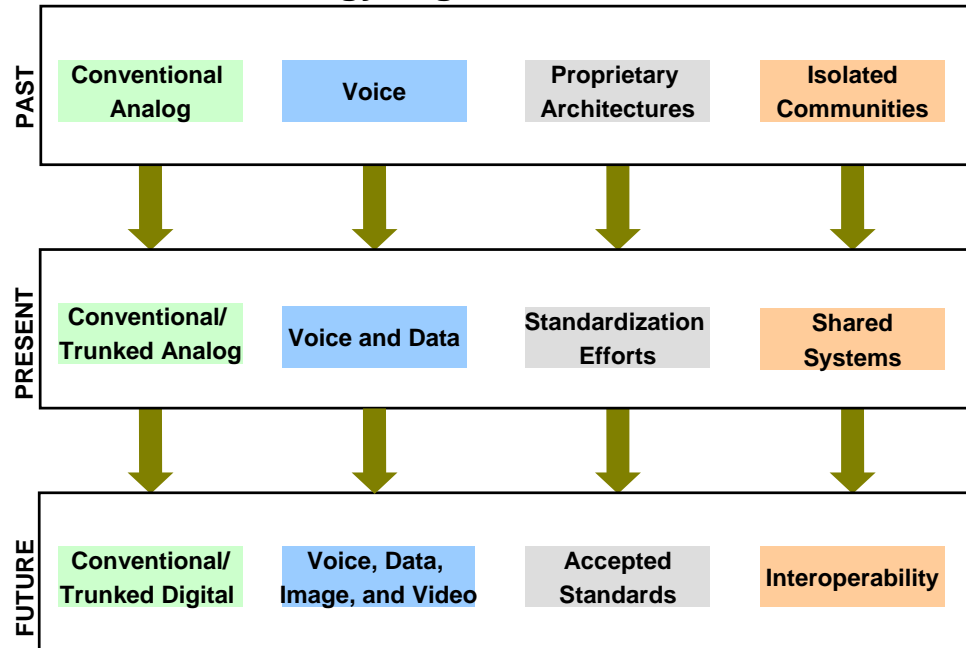 PAST
Conventional
Analog
Voice
Proprietary
Architectures
Isolated
Communities
PRESENT
Conventional/
Trunked Analog
Voice and Data
Standardization
Efforts
Shared
Systems
FUTURE
Conventional/
Trunked Digital
Voice, Data,
Image, and Video
Accepted
Standards
Interoperability